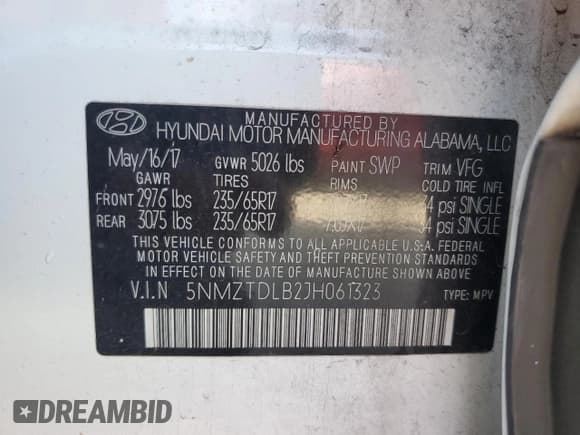 MANUFACTURED BY
HYUNDAI MOTOR MANUFACTURING ALABAMA, LLC
May/16/17 GVWR 5026 lbs PAINT SWP TRIM VFG
GAWR TIRES RIMS COLD TIRE INFL
FRONT 2976 lbs 235/65R17 psi SINGLE
REAR 3075 lbs 235/65R17 psi SINGLE
THIS VEHICLE CONFORMS TO ALL APPLICABLE U.S.A. FEDERAL
MOTOR VEHICLE SAFETY AND THEFT PREVENTION STANDARDS
IN EFFECT ON THE DATE OF MANUFACTURE SHOWN ABOVE.
V.I.N 5NMZTDLB2JH061323 TYPE: MPV
DREAMBID